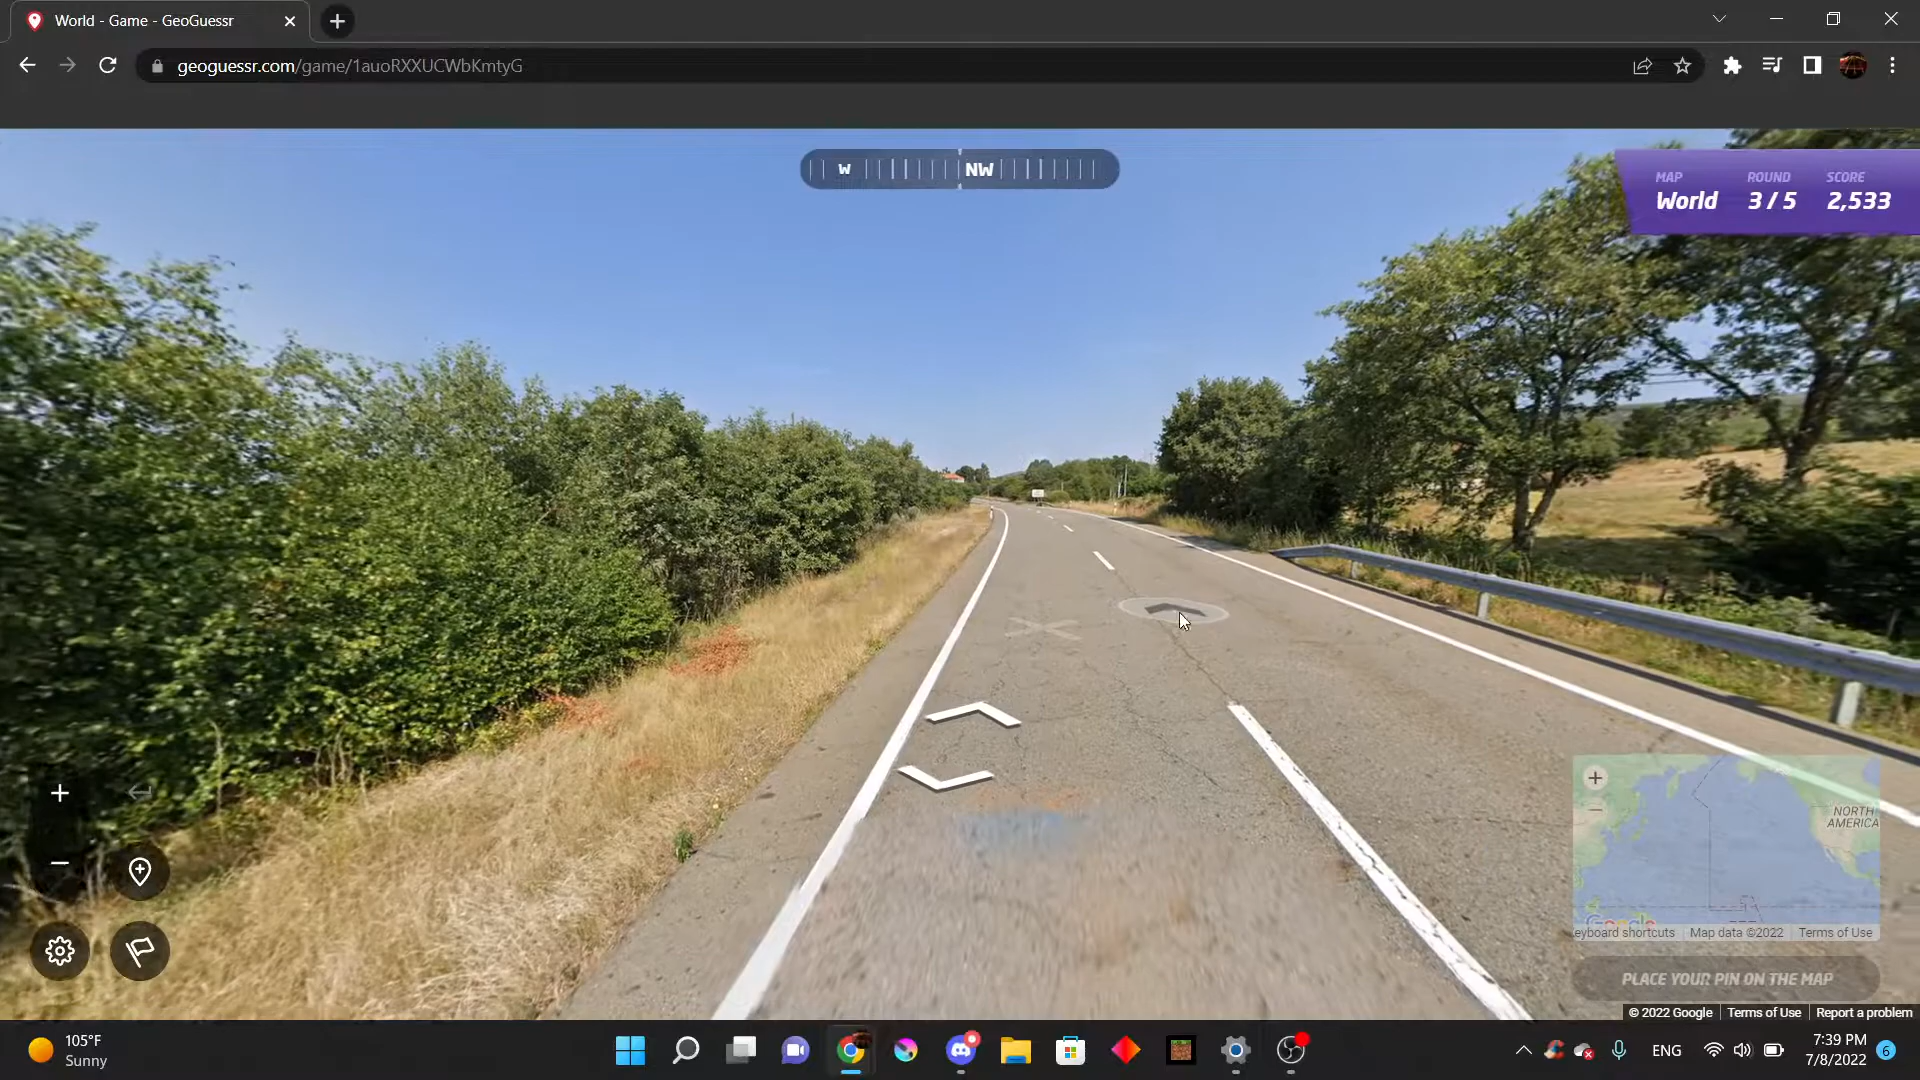 World - Game - GeoGuessr
geoguessr.com/game/1auoRXXUCWbKmtyG
W NW
MAP ROUND SCORE
World 3 / 5 2,533
NORTH
AMERICA
Google
eyboard shortcuts Map data ©2022 Terms of Use
PLACE YOUR PIN ON THE MAP
© 2022 Google Terms of Use Report a problem
105°F
Sunny
ENG
7:39 PM
7/8/2022
6